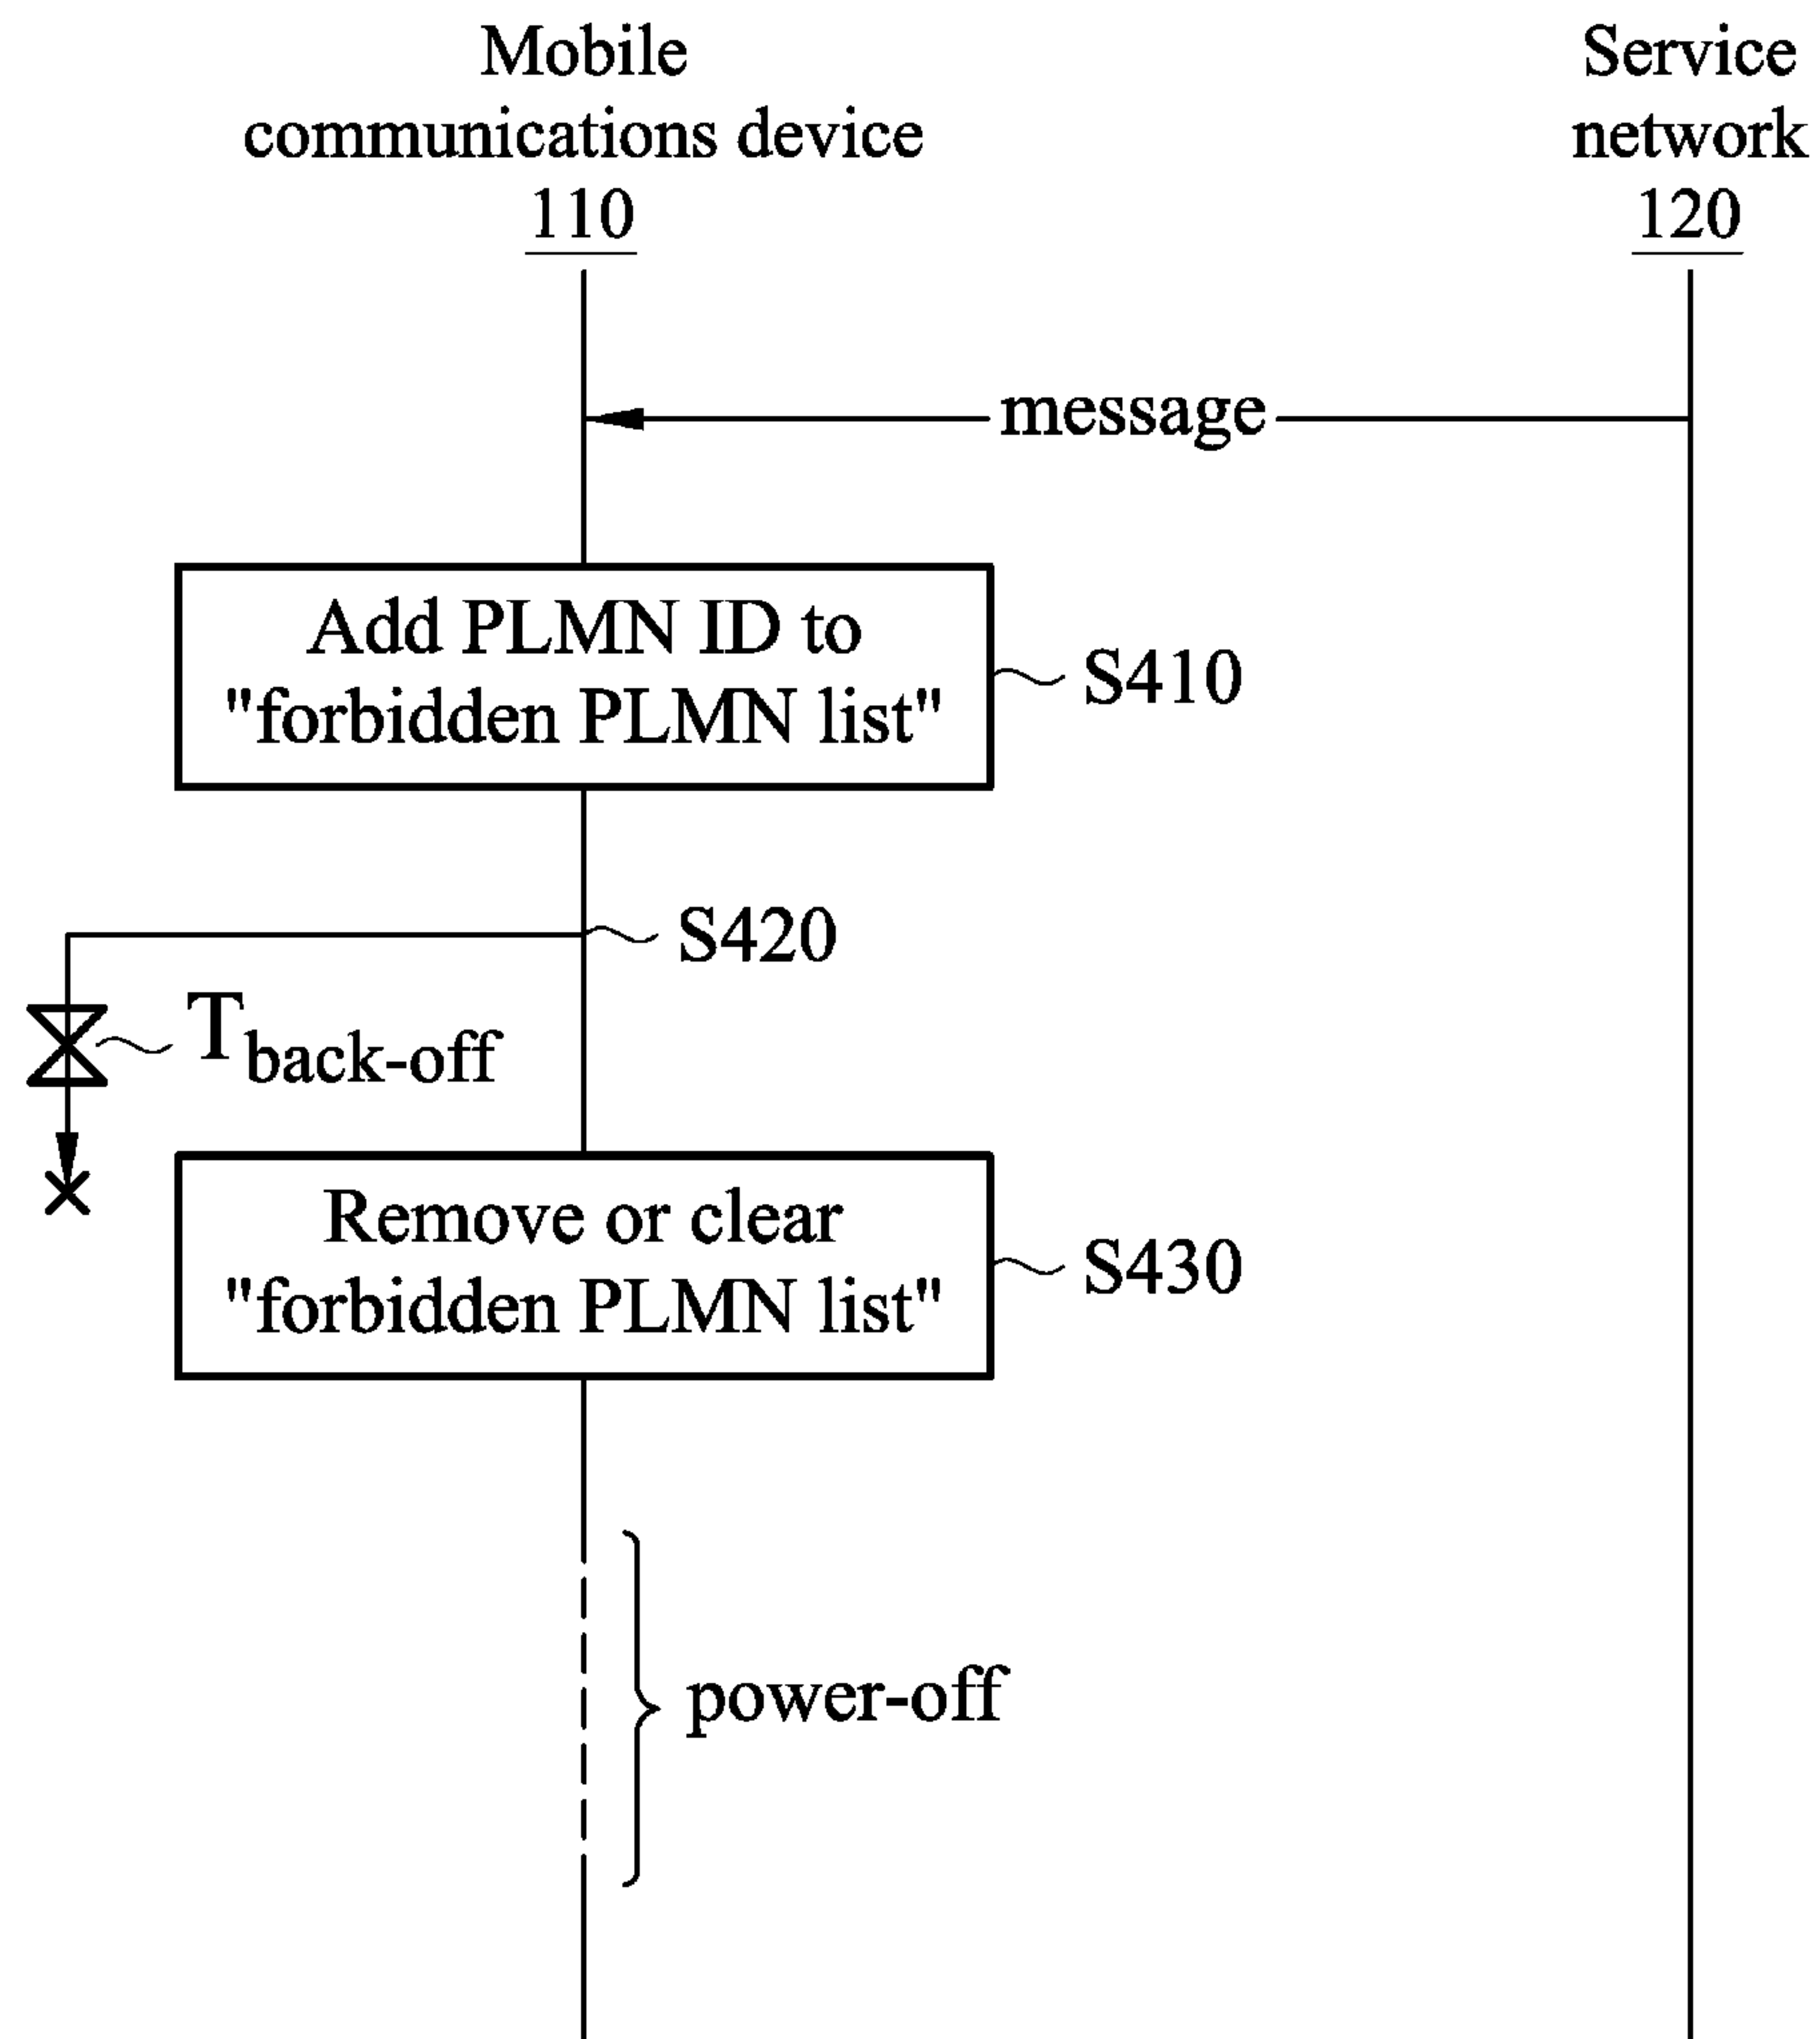 Mobile
communications device
110
Service
network
120
message
Add PLMN ID to
"forbidden PLMN list"
S410
S420
Tback-off
Remove or clear
"forbidden PLMN list"
S430
power-off